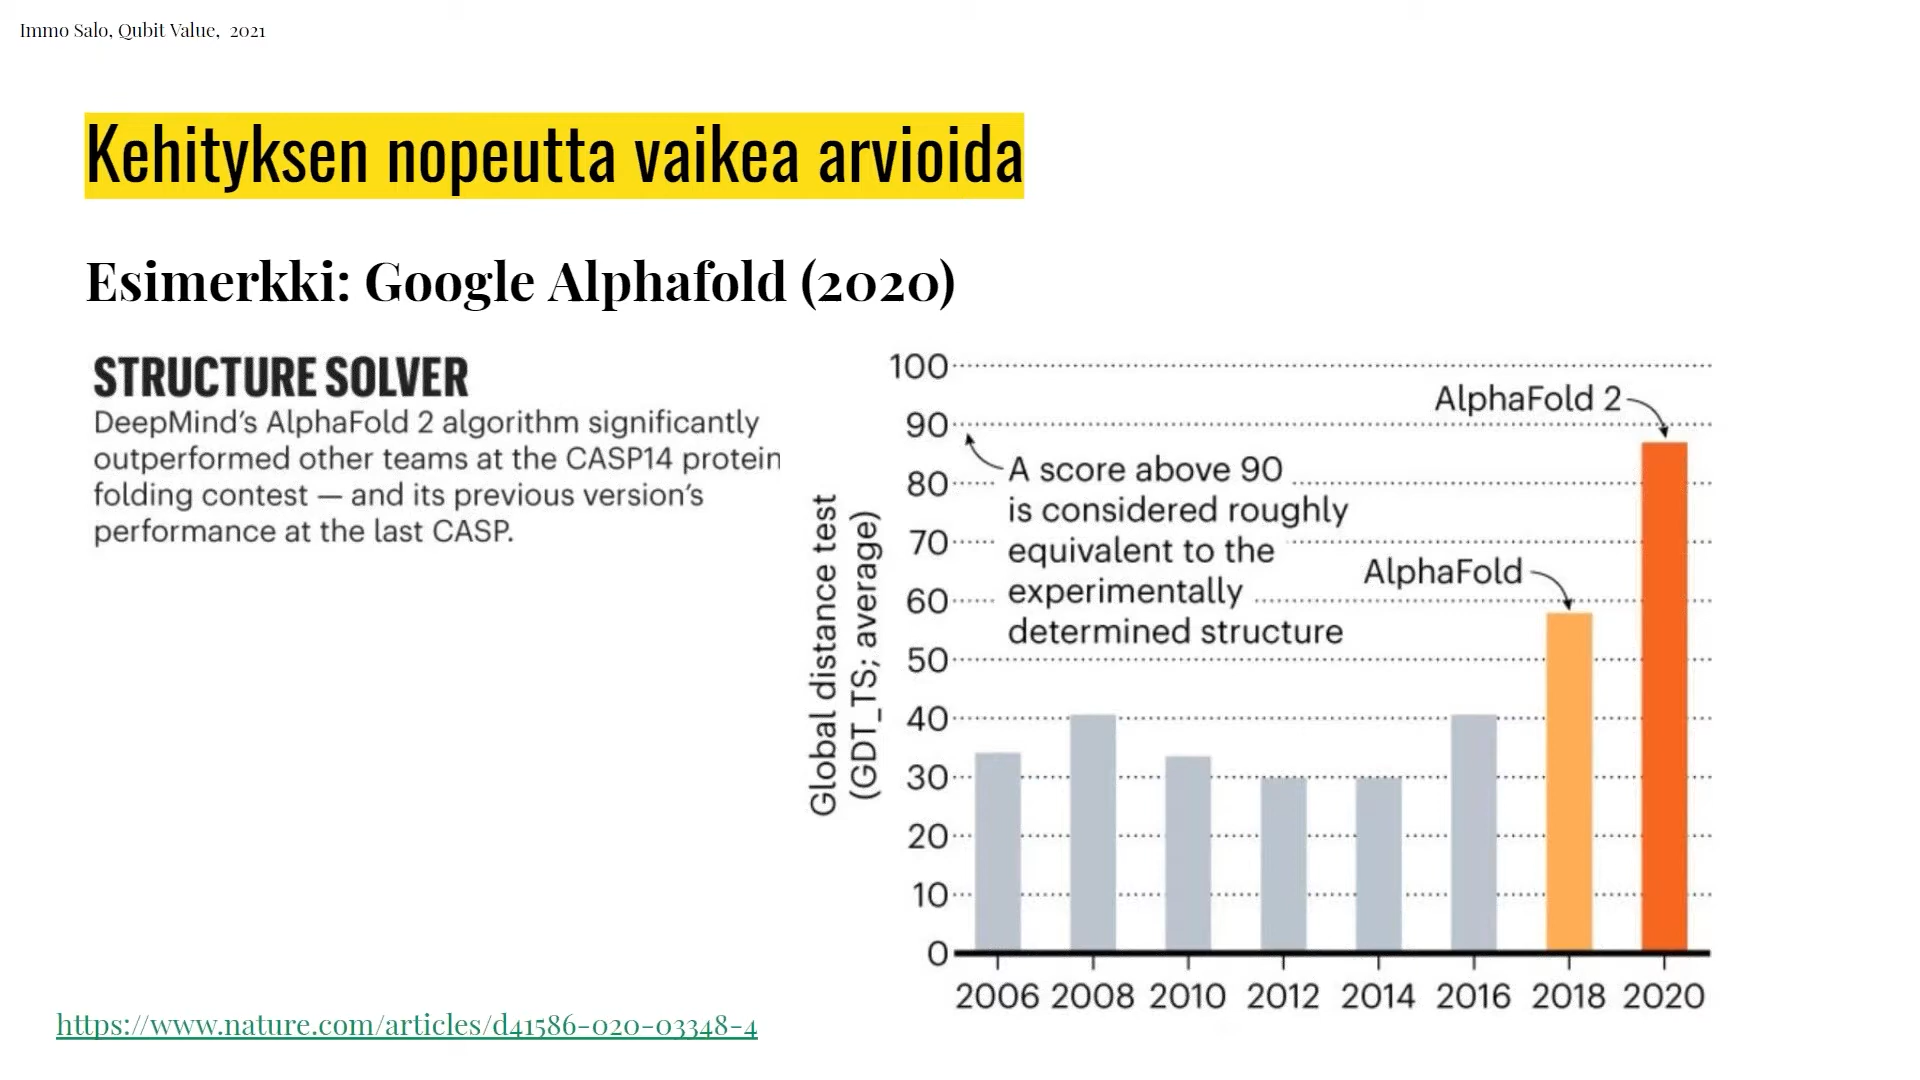 Immo Salo, Qubit Value, 2021
Kehityksen nopeutta vaikea arvioida
Esimerkki: Google Alphafold (2020)
STRUCTURE SOLVER
DeepMind's AlphaFold 2 algorithm significantly
outperformed other teams at the CASP14 protein
folding contest — and its previous version's
performance at the last CASP.
Global distance test
(GDT_TS; average)
100
90
80
70
60
50
40
30
20
10
0
A score above 90
is considered roughly
equivalent to the
experimentally
determined structure
AlphaFold 2
AlphaFold
2006 2008 2010 2012 2014 2016 2018 2020
https://www.nature.com/articles/d41586-020-03348-4